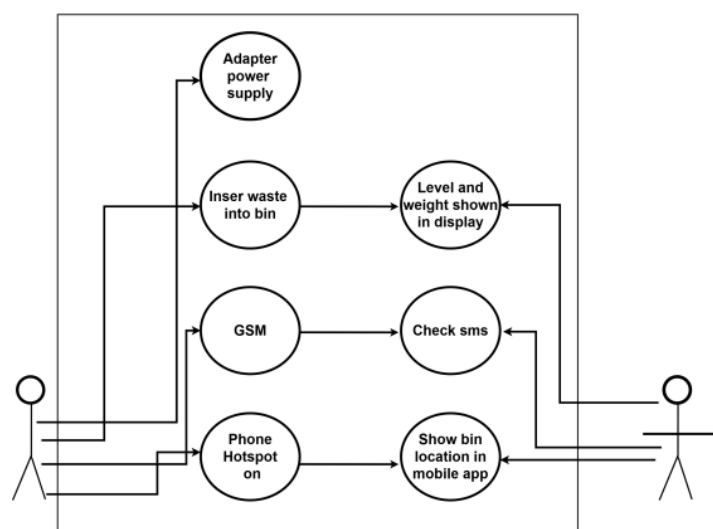 Adapter
power
supply
Inser waste
into bin
Level and
weight shown
in display
GSM
Check sms
Phone
Hotspot
on
Show bin
location in
mobile app